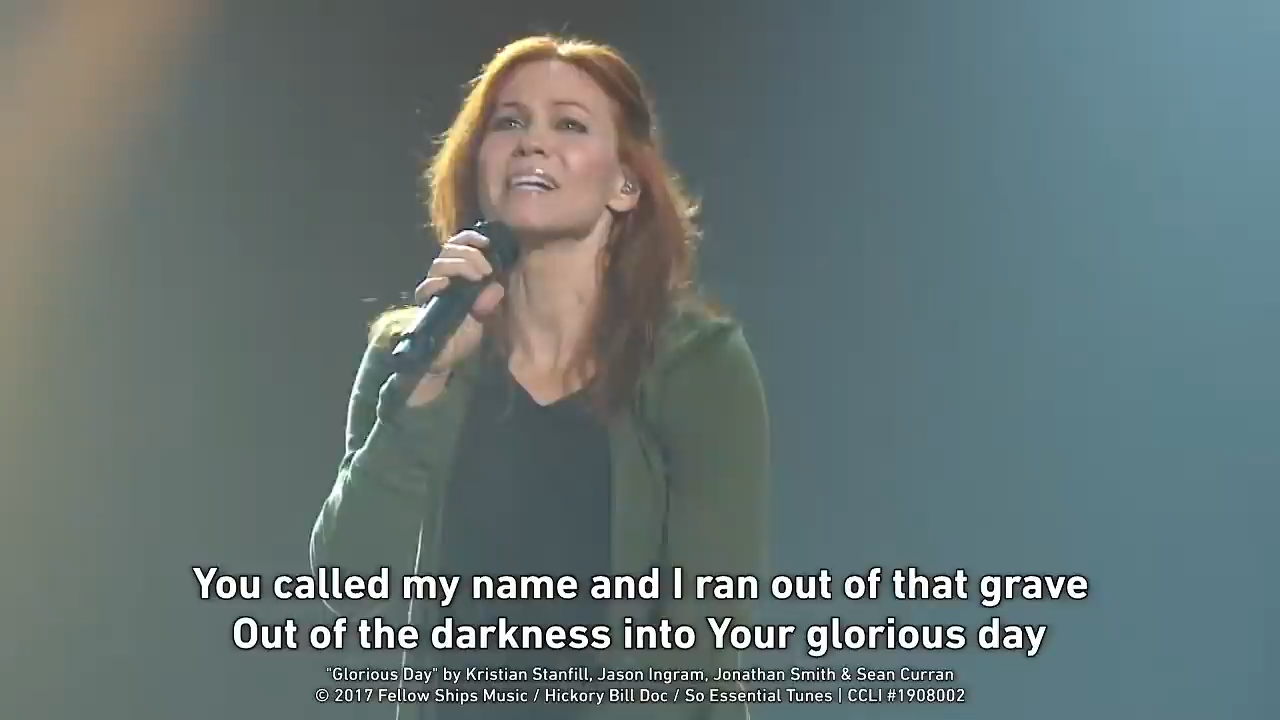 You called my name and I ran out of that grave
Out of the darkness into Your glorious day
"Glorious Day" by Kristian Stanfill, Jason Ingram, Jonathan Smith & Sean Curran
© 2017 Fellow Ships Music / Hickory Bill Doc / So Essential Tunes | CCLI #1908002